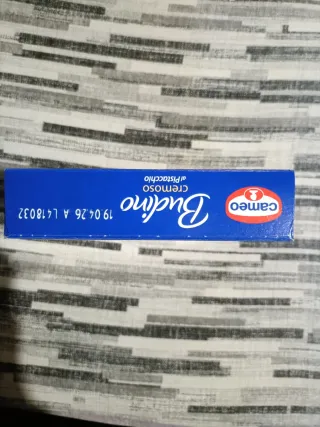 cameo
Budino
cremoso
al Pistacchio
19.04.26 A L418032